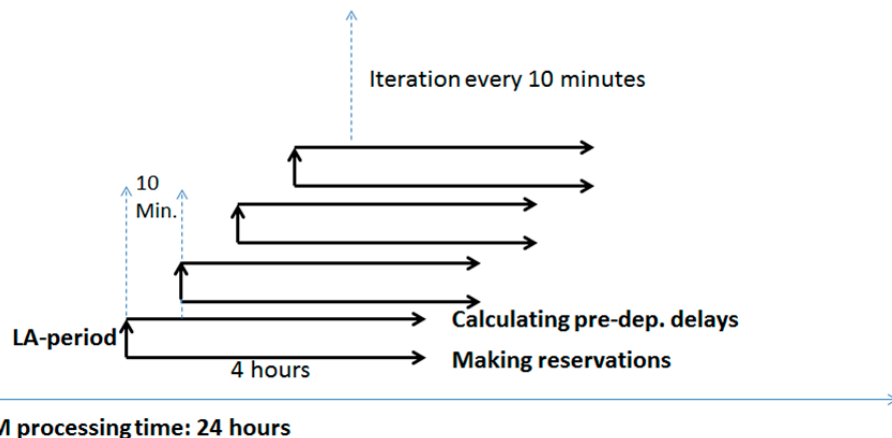 Iteration every 10 minutes
10
Min.
LA-period
Calculating pre-dep. delays
4 hours
Making reservations
M processing time: 24 hours